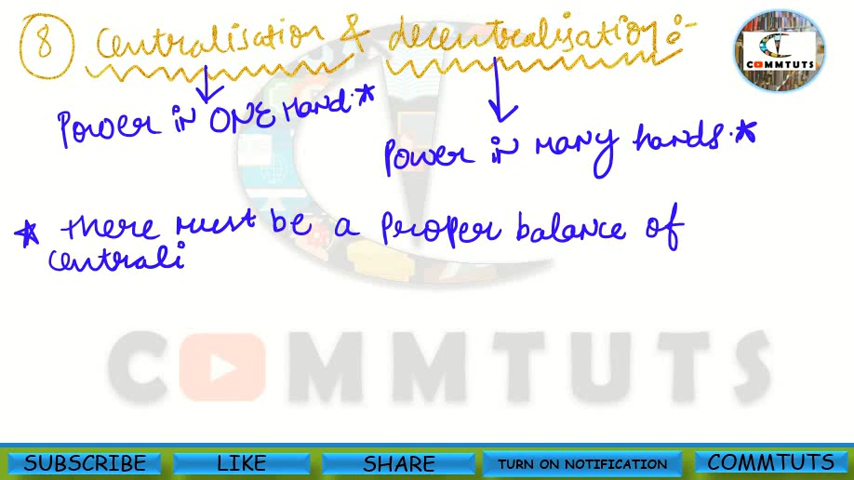 8 Centralisation & decentralisation:-
COMMTUTS
Power in ONE Hand.*
Power in many hands.*
* There must be a Proper balance of
centrali
COMMTUTS
SUBSCRIBE LIKE SHARE TURN ON NOTIFICATION COMMTUTS